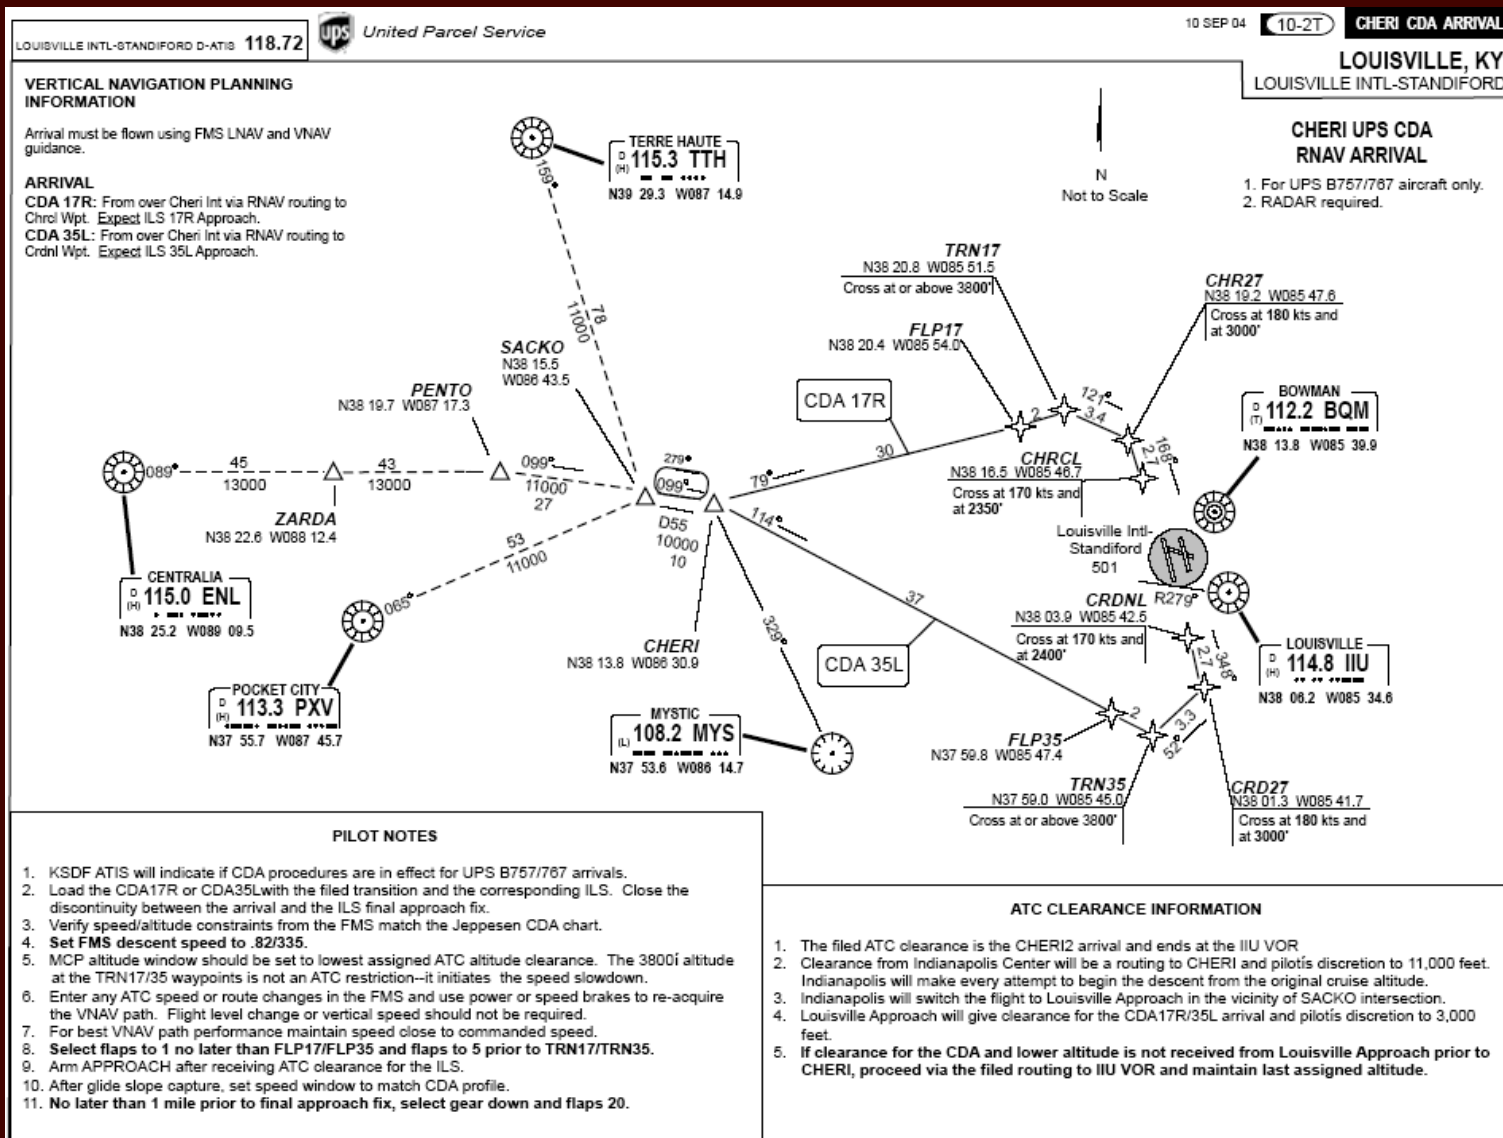 LOUISVILLE INTL-STANDIFORD D-ATIS 118.72
ups
United Parcel Service
10 SEP 04 10-2T CHERI CDA ARRIVAL
LOUISVILLE, KY
LOUISVILLE INTL-STANDIFORD
VERTICAL NAVIGATION PLANNING
INFORMATION
Arrival must be flown using FMS LNAV and VNAV
guidance.
ARRIVAL
CDA 17R: From over Cheri Int via RNAV routing to
Chrcl Wpt. Expect ILS 17R Approach.
CDA 35L: From over Cheri Int via RNAV routing to
Crdnl Wpt. Expect ILS 35L Approach.
CHERI UPS CDA
RNAV ARRIVAL
1. For UPS B757/767 aircraft only.
2. RADAR required.
N
Not to Scale
TERRE HAUTE
D
(H)
115.3 TTH
N39 29.3 W087 14.9
159°
78
11000
SACKO
N38 15.5
W086 43.5
PENTO
N38 19.7 W087 17.3
089°
45
13000
43
13000
099°
11000
27
279°
099°
D55
10000
10
ZARDA
N38 22.6 W088 12.4
CENTRALIA
D
(H)
115.0 ENL
N38 25.2 W089 09.5
53
11000
065°
POCKET CITY
D
(H)
113.3 PXV
N37 55.7 W087 45.7
CHERI
N38 13.8 W086 30.9
329°
MYSTIC
(L)
108.2 MYS
N37 53.6 W086 14.7
TRN17
N38 20.8 W085 51.5
Cross at or above 3800'
FLP17
N38 20.4 W085 54.0
CHR27
N38 19.2 W085 47.6
Cross at 180 kts and
at 3000'
CDA 17R
79°
30
2
121°
3.4
168°
2.7
CHRCL
N38 16.5 W085 46.7
Cross at 170 kts and
at 2350'
BOWMAN
D
(T)
112.2 BQM
N38 13.8 W085 39.9
Louisville Intl-
Standiford
501
R279°
LOUISVILLE
D
(H)
114.8 IIU
N38 06.2 W085 34.6
114°
37
CDA 35L
CRDNL
N38 03.9 W085 42.5
Cross at 170 kts and
at 2400'
348°
2.7
2
3.3
52°
FLP35
N37 59.8 W085 47.4
TRN35
N37 59.0 W085 45.0
Cross at or above 3800'
CRD27
N38 01.3 W085 41.7
Cross at 180 kts and
at 3000'
PILOT NOTES
1. KSDF ATIS will indicate if CDA procedures are in effect for UPS B757/767 arrivals.
2. Load the CDA17R or CDA35Lwith the filed transition and the corresponding ILS. Close the
discontinuity between the arrival and the ILS final approach fix.
3. Verify speed/altitude constraints from the FMS match the Jeppesen CDA chart.
4. Set FMS descent speed to .82/335.
5. MCP altitude window should be set to lowest assigned ATC altitude clearance. The 3800í altitude
at the TRN17/35 waypoints is not an ATC restriction--it initiates the speed slowdown.
6. Enter any ATC speed or route changes in the FMS and use power or speed brakes to re-acquire
the VNAV path. Flight level change or vertical speed should not be required.
7. For best VNAV path performance maintain speed close to commanded speed.
8. Select flaps to 1 no later than FLP17/FLP35 and flaps to 5 prior to TRN17/TRN35.
9. Arm APPROACH after receiving ATC clearance for the ILS.
10. After glide slope capture, set speed window to match CDA profile.
11. No later than 1 mile prior to final approach fix, select gear down and flaps 20.
ATC CLEARANCE INFORMATION
1. The filed ATC clearance is the CHERI2 arrival and ends at the IIU VOR
2. Clearance from Indianapolis Center will be a routing to CHERI and pilotís discretion to 11,000 feet.
Indianapolis will make every attempt to begin the descent from the original cruise altitude.
3. Indianapolis will switch the flight to Louisville Approach in the vicinity of SACKO intersection.
4. Louisville Approach will give clearance for the CDA17R/35L arrival and pilotís discretion to 3,000
feet.
5. If clearance for the CDA and lower altitude is not received from Louisville Approach prior to
CHERI, proceed via the filed routing to IIU VOR and maintain last assigned altitude.